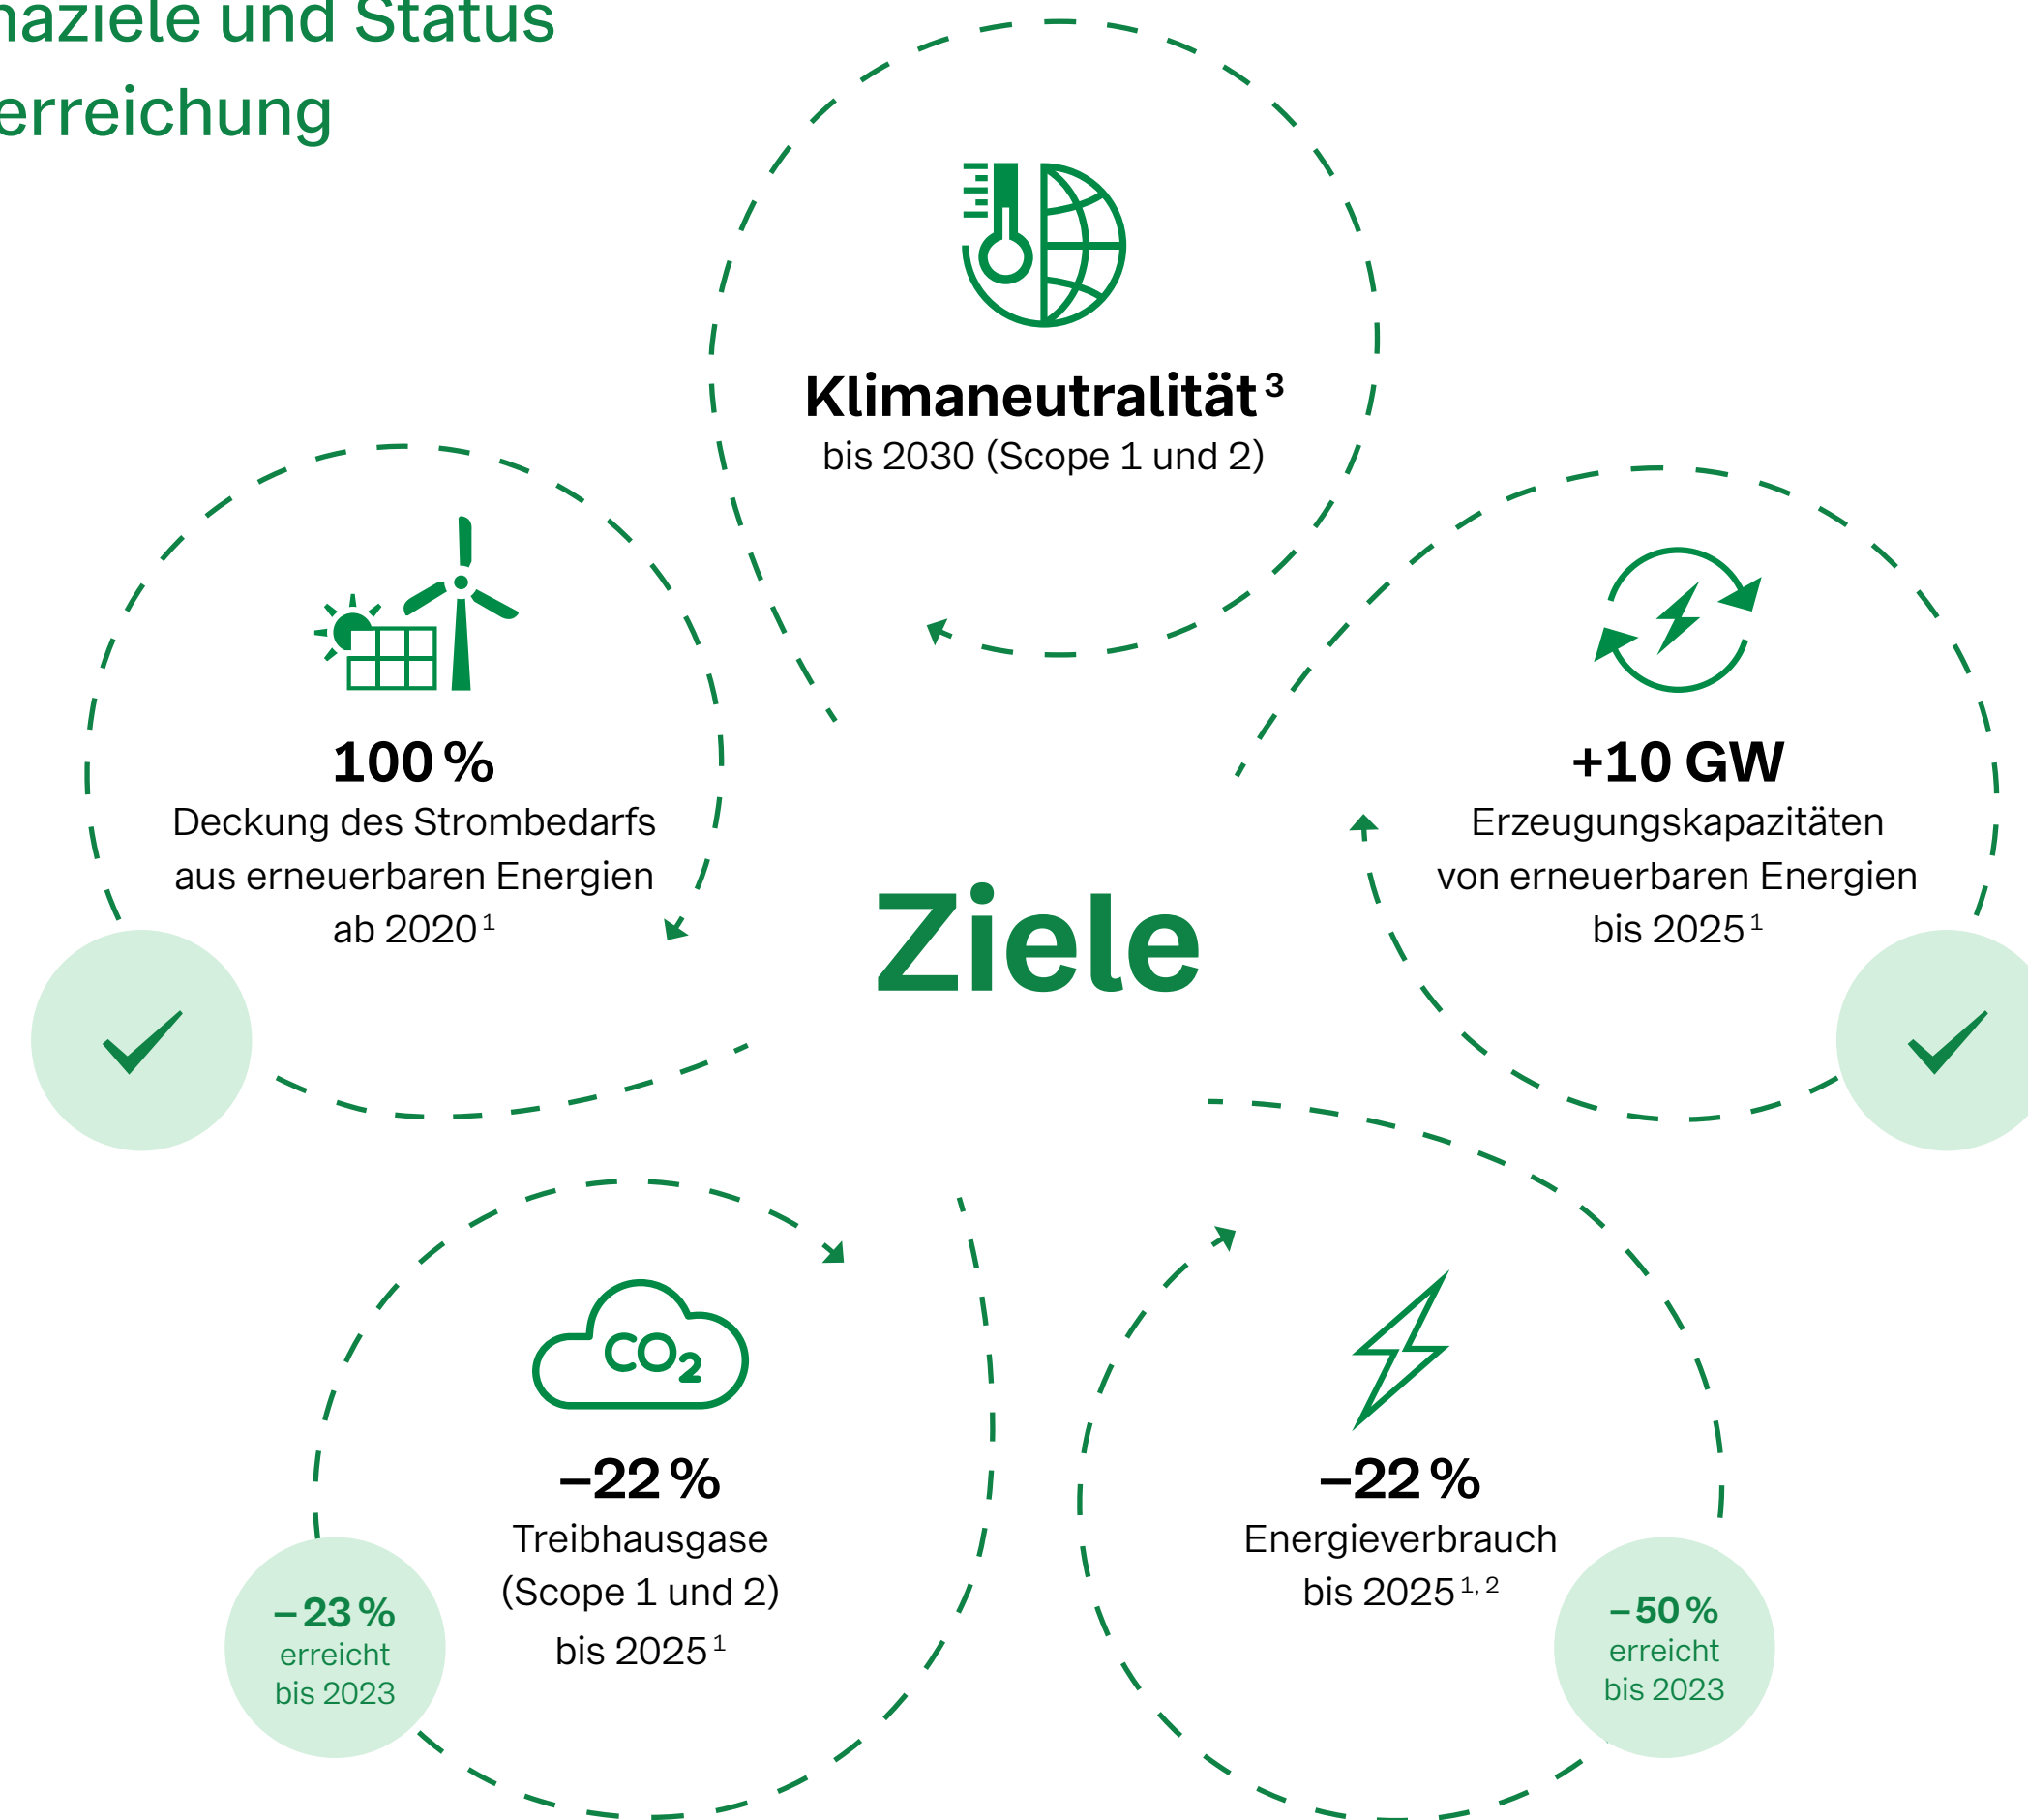 naziele und Status
erreichung
Klimaneutralität ³
bis 2030 (Scope 1 und 2)
100 %
Deckung des Strombedarfs
aus erneuerbaren Energien
ab 2020 ¹
+10 GW
Erzeugungskapazitäten
von erneuerbaren Energien
bis 2025 ¹
Ziele
CO₂
–22 %
Treibhausgase
(Scope 1 und 2)
bis 2025 ¹
–23 %
erreicht
bis 2023
–22 %
Energieverbrauch
bis 2025 ¹, ²
–50 %
erreicht
bis 2023